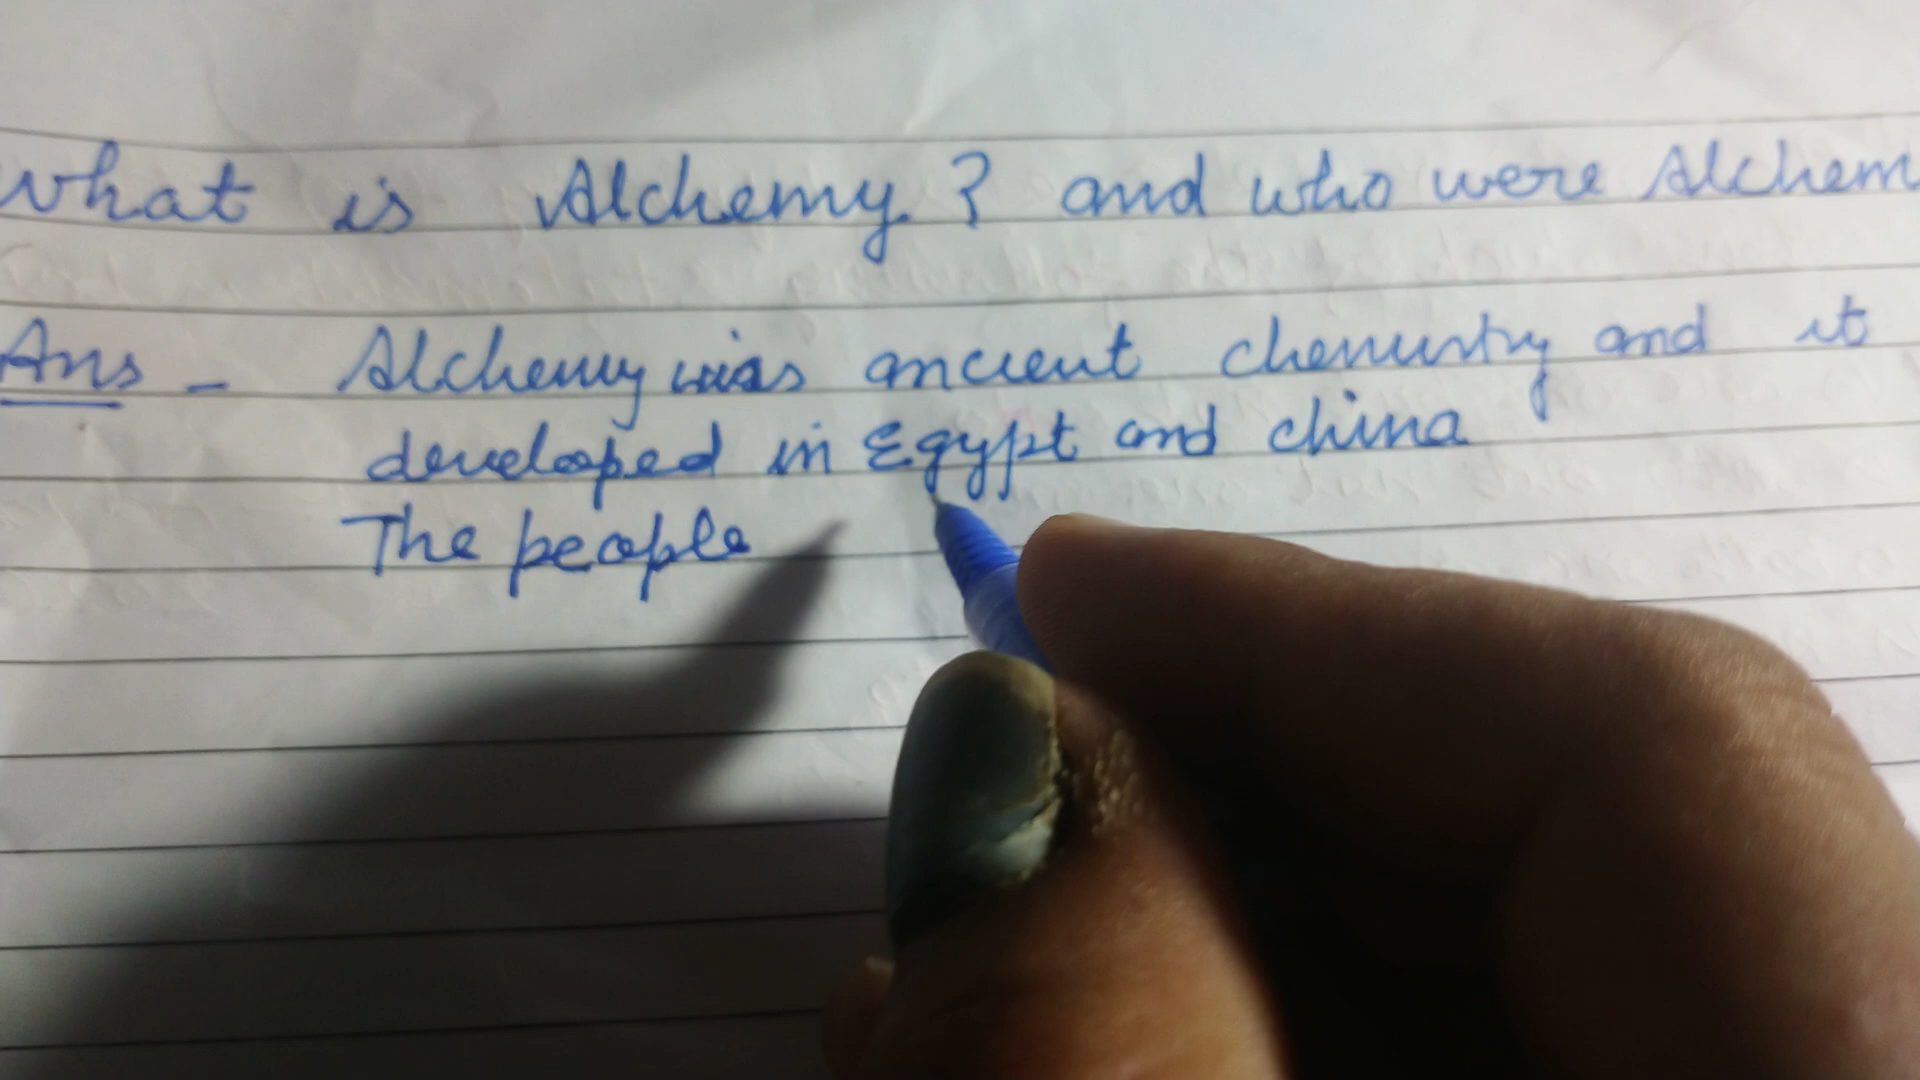 What is Alchemy? and who were Alchem
Ans - Alchemy was ancient chemistry and it
developed in Egypt and china
The people